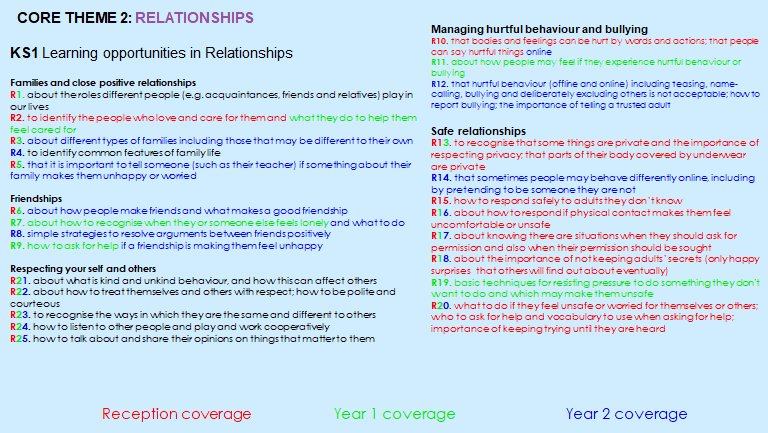 CORE THEME 2: RELATIONSHIPS
KS1 Learning opportunities in Relationships
Families and close positive relationships
R1. about the roles different people (e.g. acquaintances, friends and relatives) play in
our lives
R2. to identify the people who love and care for them and what they do to help them
feel cared for
R3. about different types of families including those that may be different to their own
R4. to identify common features of family life
R5. that it is important to tell someone (such as their teacher) if something about their
family makes them unhappy or worried
Friendships
R6. about how people make friends and what makes a good friendship
R7. about how to recognise when they or someone else feels lonely and what to do
R8. simple strategies to resolve arguments between friends positively
R9. how to ask for help if a friendship is making them feel unhappy
Respecting your self and others
R21. about what is kind and unkind behaviour, and how this can affect others
R22. about how to treat themselves and others with respect; how to be polite and
courteous
R23. to recognise the ways in which they are the same and different to others
R24. how to listen to other people and play and work cooperatively
R25. how to talk about and share their opinions on things that matter to them
Managing hurtful behaviour and bullying
R10. that bodies and feelings can be hurt by words and actions; that people
can say hurtful things online
R11. about how people may feel if they experience hurtful behaviour or
bullying
R12. that hurtful behaviour (offline and online) including teasing, name-
calling, bullying and deliberately excluding others is not acceptable; how to
report bullying; the importance of telling a trusted adult
Safe relationships
R13. to recognise that some things are private and the importance of
respecting privacy; that parts of their body covered by underwear
are private
R14. that sometimes people may behave differently online, including
by pretending to be someone they are not
R15. how to respond safely to adults they don't know
R16. about how to respond if physical contact makes them feel
uncomfortable or unsafe
R17. about knowing there are situations when they should ask for
permission and also when their permission should be sought
R18. about the importance of not keeping adults' secrets (only happy
surprises that others will find out about eventually)
R19. basic techniques for resisting pressure to do something they don't
want to do and which may make them unsafe
R20. what to do if they feel unsafe or worried for themselves or others;
who to ask for help and vocabulary to use when asking for help;
importance of keeping trying until they are heard
Reception coverage Year 1 coverage Year 2 coverage